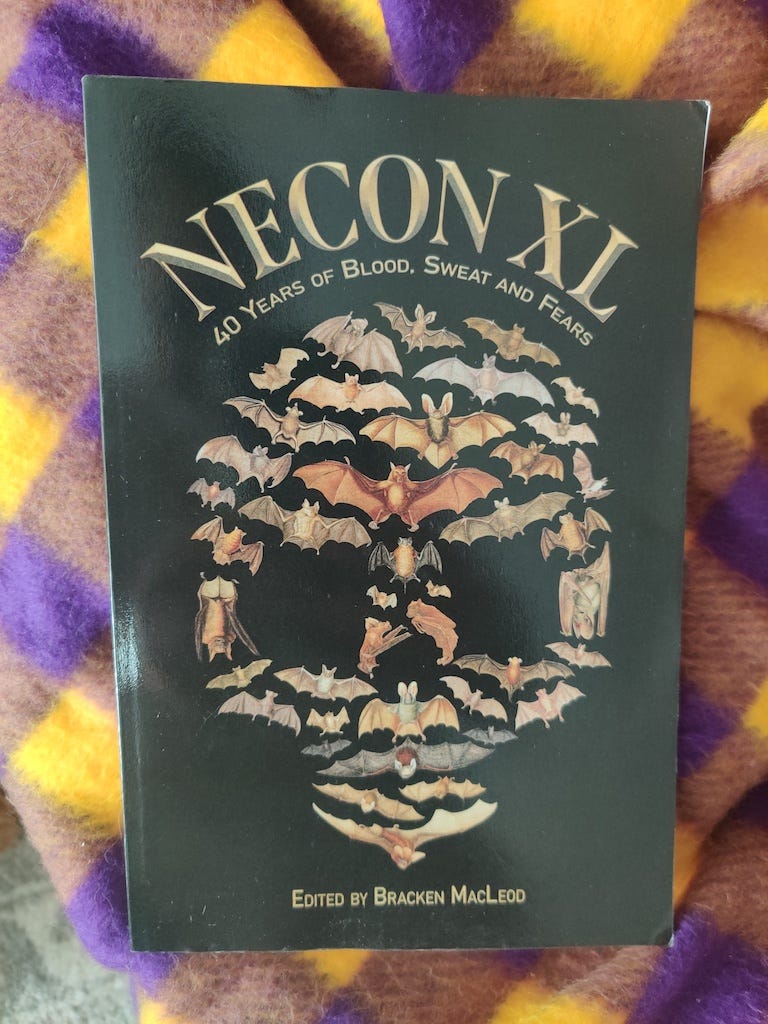 NECON XL
40 YEARS OF BLOOD, SWEAT AND FEARS
EDITED BY BRACKEN MACLEOD